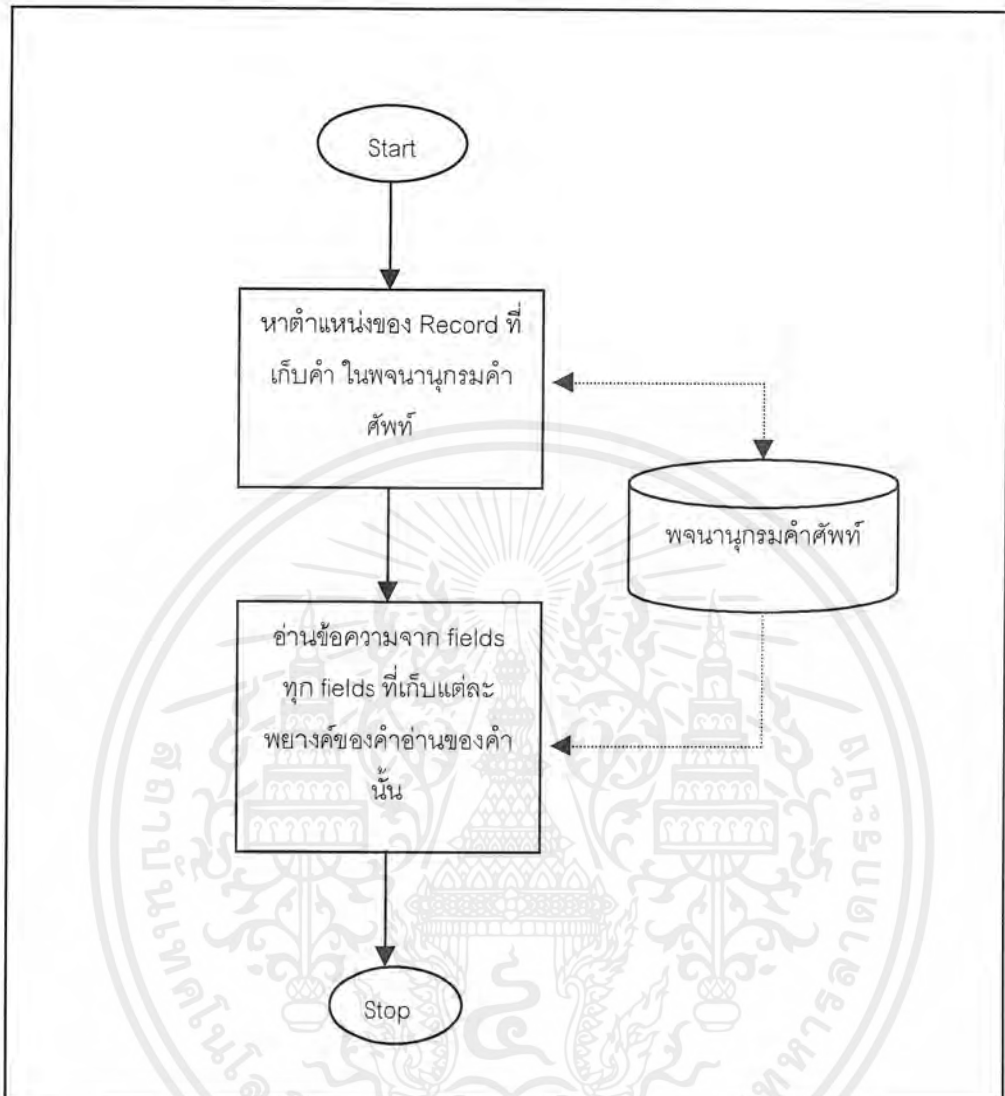 Start
หาตำแหน่งของ Record ที่
เก็บคำ ในพจนานุกรมคำ
ศัพท์
พจนานุกรมคำศัพท์
อ่านข้อความจาก fields
ทุก fields ที่เก็บแต่ละ
พยางค์ของคำอ่านของคำ
นั้น
Stop